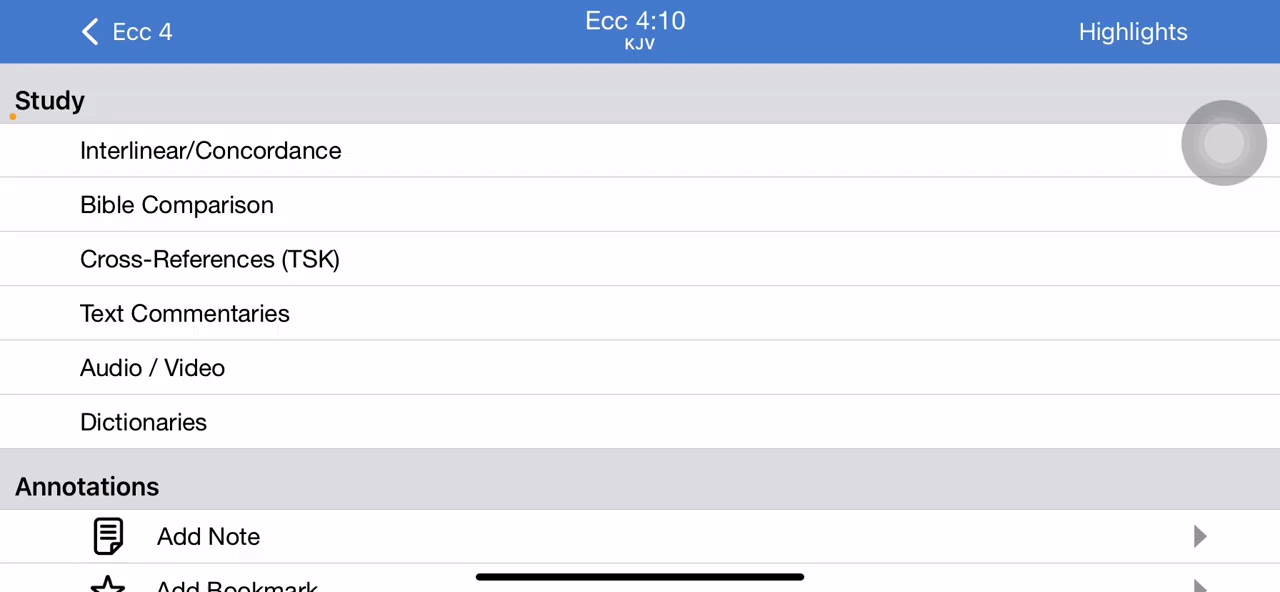 Ecc 4
Ecc 4:10
KJV
Highlights
Study
Interlinear/Concordance
Bible Comparison
Cross-References (TSK)
Text Commentaries
Audio / Video
Dictionaries
Annotations
Add Note
Add Bookmark